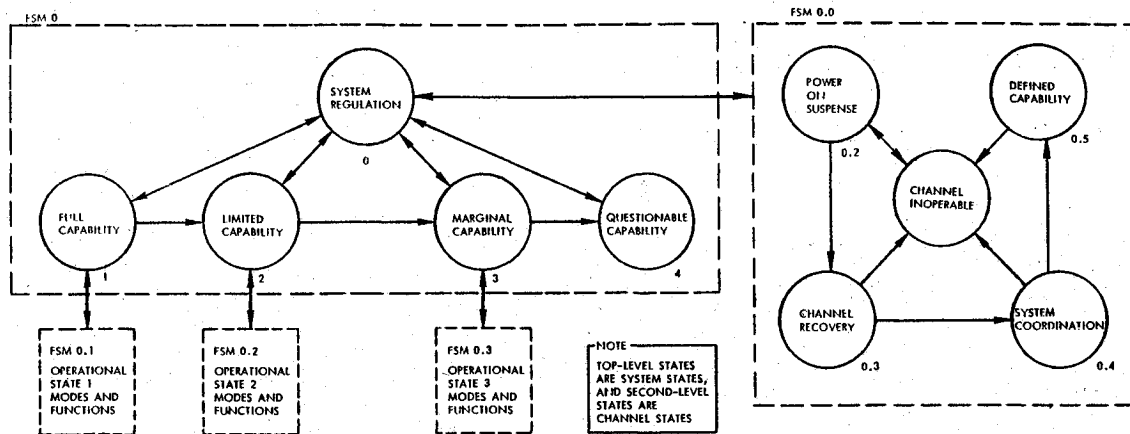 FSM 0
SYSTEM
REGULATION
0
FULL
CAPABILITY
1
LIMITED
CAPABILITY
2
MARGINAL
CAPABILITY
3
QUESTIONABLE
CAPABILITY
4
FSM 0.1
OPERATIONAL
STATE 1
MODES AND
FUNCTIONS
FSM 0.2
OPERATIONAL
STATE 2
MODES AND
FUNCTIONS
FSM 0.3
OPERATIONAL
STATE 3
MODES AND
FUNCTIONS
NOTE
TOP-LEVEL STATES
ARE SYSTEM STATES,
AND SECOND-LEVEL
STATES ARE
CHANNEL STATES
FSM 0.0
POWER
ON
SUSPENSE
0.2
DEFINED
CAPABILITY
0.5
CHANNEL
INOPERABLE
CHANNEL
RECOVERY
0.3
SYSTEM
COORDINATION
0.4